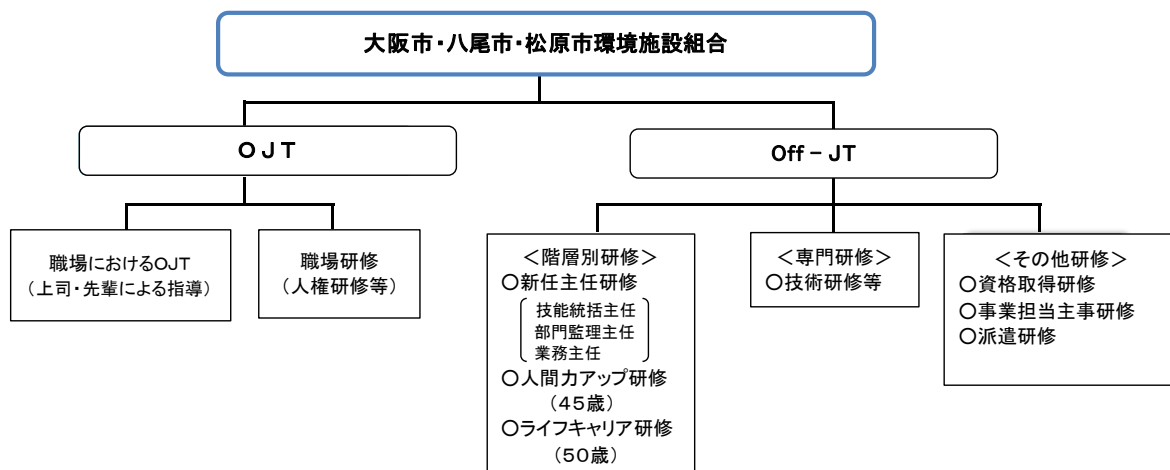 大阪市・八尾市・松原市環境施設組合
ＯＪＴ
Off－JT
職場におけるOJT
（上司・先輩による指導）
職場研修
（人権研修等）
＜階層別研修＞
○新任主任研修
技能統括主任
部門監理主任
業務主任
○人間力アップ研修
（45歳）
○ライフキャリア研修
（50歳）
＜専門研修＞
○技術研修等
＜その他研修＞
○資格取得研修
○事業担当主事研修
○派遣研修